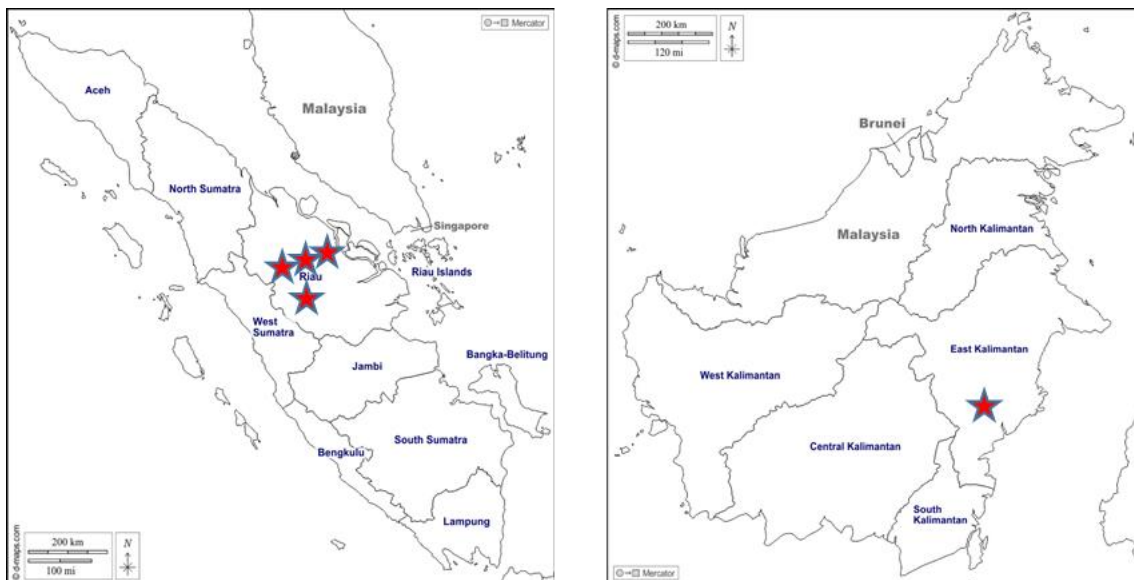 Mercator
Aceh
Malaysia
North Sumatra
Singapore
Riau
Riau Islands
West
Sumatra
Jambi
Bangka-Belitung
South Sumatra
Bengkulu
Lampung
200 km
100 mi
N
© d-maps.com
200 km
120 mi
N
© d-maps.com
Brunei
Malaysia
North Kalimantan
East Kalimantan
West Kalimantan
Central Kalimantan
South
Kalimantan
Mercator